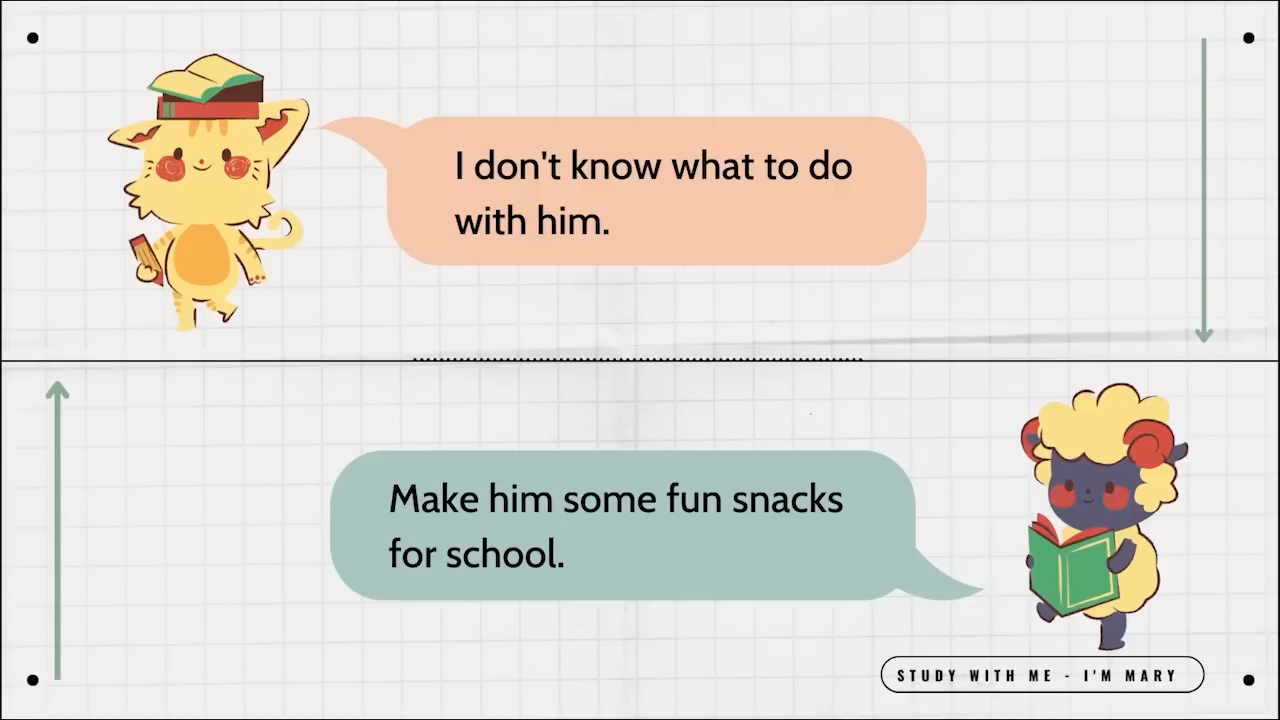 I don't know what to do
with him.
Make him some fun snacks
for school.
STUDY WITH ME - I'M MARY